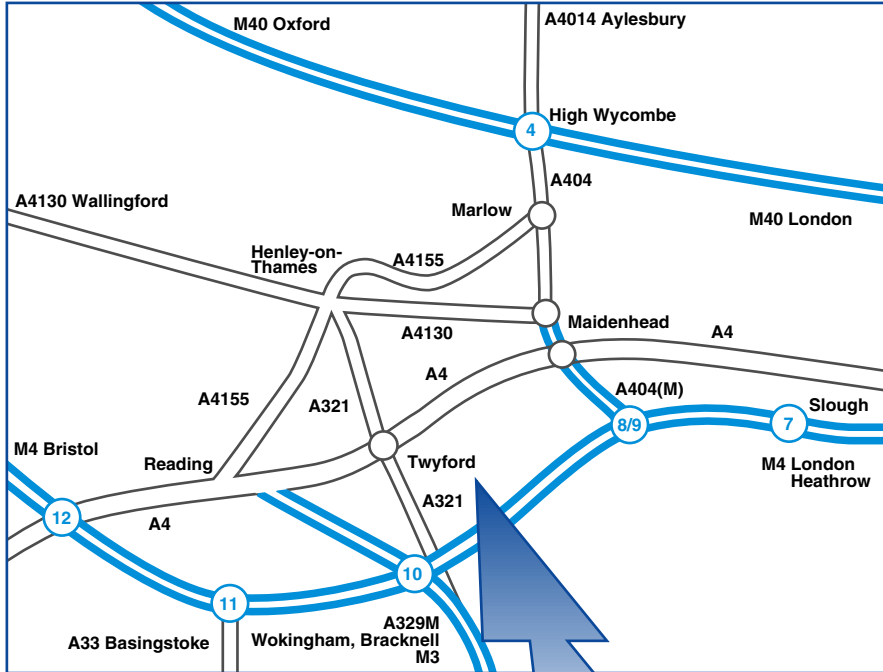 M40 Oxford
A4014 Aylesbury
High Wycombe
4
A404
A4130 Wallingford
Marlow
M40 London
Henley-on-
Thames
A4155
A4130
Maidenhead
A4
A4
A404(M)
A4155
A321
Slough
7
8/9
M4 Bristol
Reading
Twyford
M4 London
Heathrow
A321
12
A4
10
11
A33 Basingstoke
A329M
Wokingham, Bracknell
M3